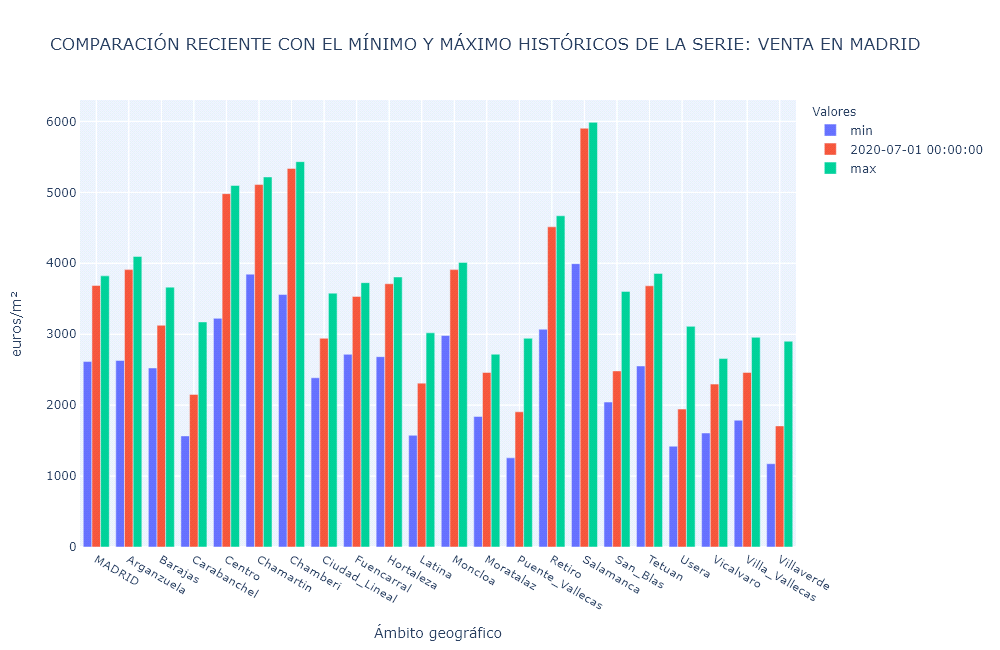 COMPARACIÓN RECIENTE CON EL MÍNIMO Y MÁXIMO HISTÓRICOS DE LA SERIE: VENTA EN MADRID
Valores
min
2020-07-01 00:00:00
max
euros/m²
6000
5000
4000
3000
2000
1000
0
MADRID
Arganzuela
Barajas
Carabanchel
Centro
Chamartin
Chamberi
Ciudad_Lineal
Fuencarral
Hortaleza
Latina
Moncloa
Moratalaz
Puente_Vallecas
Retiro
Salamanca
San_Blas
Tetuan
Usera
Vicalvaro
Villa_Vallecas
Villaverde
Ámbito geográfico